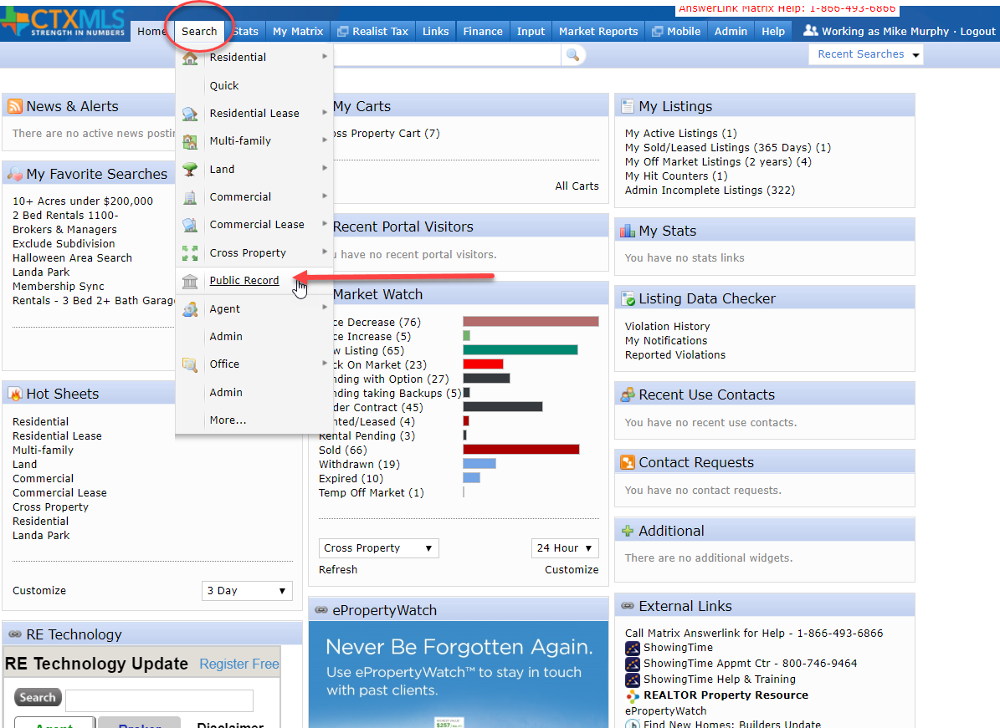 AnswerLink Matrix Help: 1-866-493-6866
CTXMLS
STRENGTH IN NUMBERS
Home Search Stats My Matrix Realist Tax Links Finance Input Market Reports Mobile Admin Help Working as Mike Murphy · Logout
Recent Searches
Residential
Quick
Residential Lease
Multi-family
Land
Commercial
Commercial Lease
Cross Property
Public Record
Agent
Admin
Office
Admin
More...
News & Alerts
There are no active news postin
My Favorite Searches
10+ Acres under $200,000
2 Bed Rentals 1100-
Brokers & Managers
Exclude Subdivision
Halloween Area Search
Landa Park
Membership Sync
Rentals - 3 Bed 2+ Bath Garage
Hot Sheets
Residential
Residential Lease
Multi-family
Land
Commercial
Commercial Lease
Cross Property
Residential
Landa Park
Customize 3 Day
RE Technology
RE Technology Update Register Free
Search
Agent Broker Disclaimer
My Carts
oss Property Cart (7)
All Carts
Recent Portal Visitors
u have no recent portal visitors.
Market Watch
ce Decrease (76)
ce Increase (5)
w Listing (65)
ck On Market (23)
nding with Option (27)
nding taking Backups (5)
der Contract (45)
nted/Leased (4)
Rental Pending (3)
Sold (66)
Withdrawn (19)
Expired (10)
Temp Off Market (1)
Cross Property 24 Hour
Refresh Customize
ePropertyWatch
Never Be Forgotten Again.
Use ePropertyWatch™ to stay in touch
with past clients.
$257
My Listings
My Active Listings (1)
My Sold/Leased Listings (365 Days) (1)
My Off Market Listings (2 years) (4)
My Hit Counters (1)
Admin Incomplete Listings (322)
My Stats
You have no stats links
Listing Data Checker
Violation History
My Notifications
Reported Violations
Recent Use Contacts
You have no recent use contacts.
Contact Requests
You have no contact requests.
Additional
There are no additional widgets.
External Links
Call Matrix Answerlink for Help - 1-866-493-6866
ShowingTime
ShowingTime Appmt Ctr - 800-746-9464
ShowingTime Help & Training
REALTOR Property Resource
ePropertyWatch
Find New Homes: Builders Update